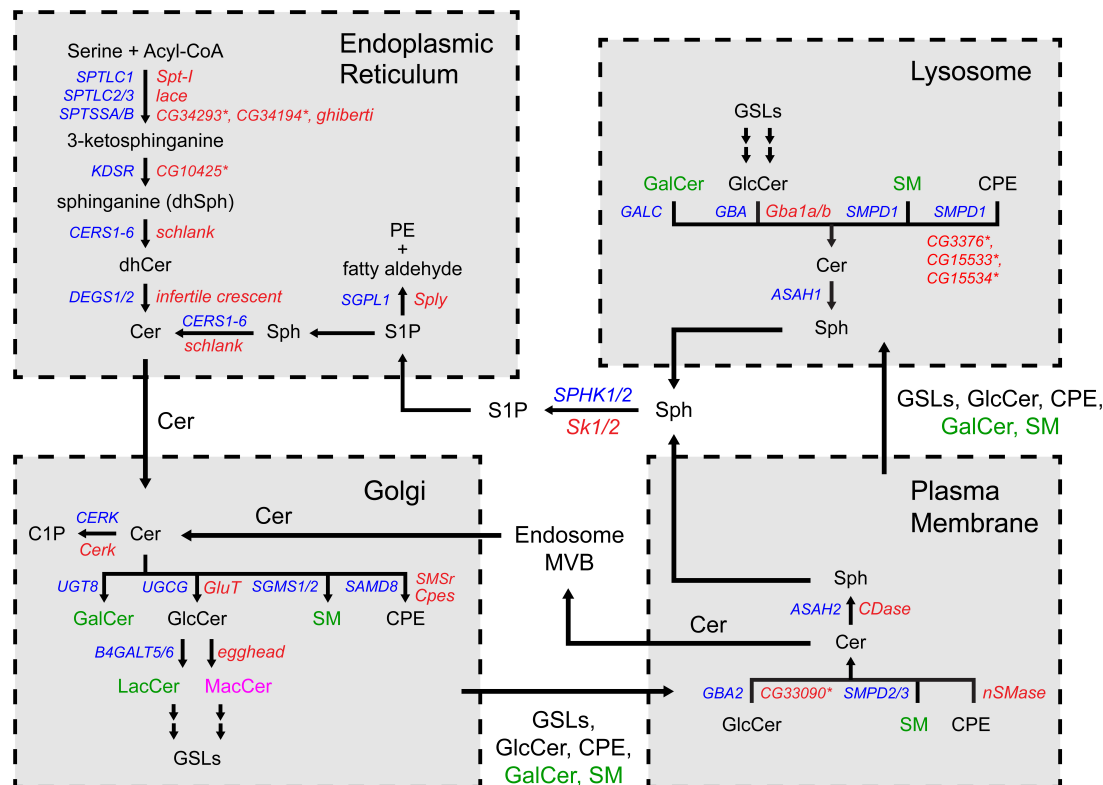 Endoplasmic
Reticulum
Serine + Acyl-CoA
SPTLC1 Spt-I
SPTLC2/3 lace
SPTSSA/B CG34293*, CG34194*, ghiberti
3-ketosphinganine
KDSR CG10425*
sphinganine (dhSph)
CERS1-6 schlank
dhCer
DEGS1/2 infertile crescent
Cer
CERS1-6
schlank
Sph
S1P
SGPL1 Sply
PE
+
fatty aldehyde
Lysosome
GSLs
GalCer GlcCer SM CPE
GALC GBA Gba1a/b SMPD1 SMPD1
CG3376*,
CG15533*,
CG15534*
Cer
ASAH1
Sph
Cer
S1P
SPHK1/2
Sk1/2
Sph
GSLs, GlcCer, CPE,
GalCer, SM
Golgi
C1P
CERK
Cerk
Cer
Cer
UGT8 UGCG GluT SGMS1/2 SAMD8 SMSr
Cpes
GalCer GlcCer SM CPE
B4GALT5/6 egghead
LacCer MacCer
GSLs
Endosome
MVB
GSLs,
GlcCer, CPE,
GalCer, SM
Plasma
Membrane
Sph
ASAH2 CDase
Cer
Cer
GBA2 CG33090* SMPD2/3 nSMase
GlcCer SM CPE